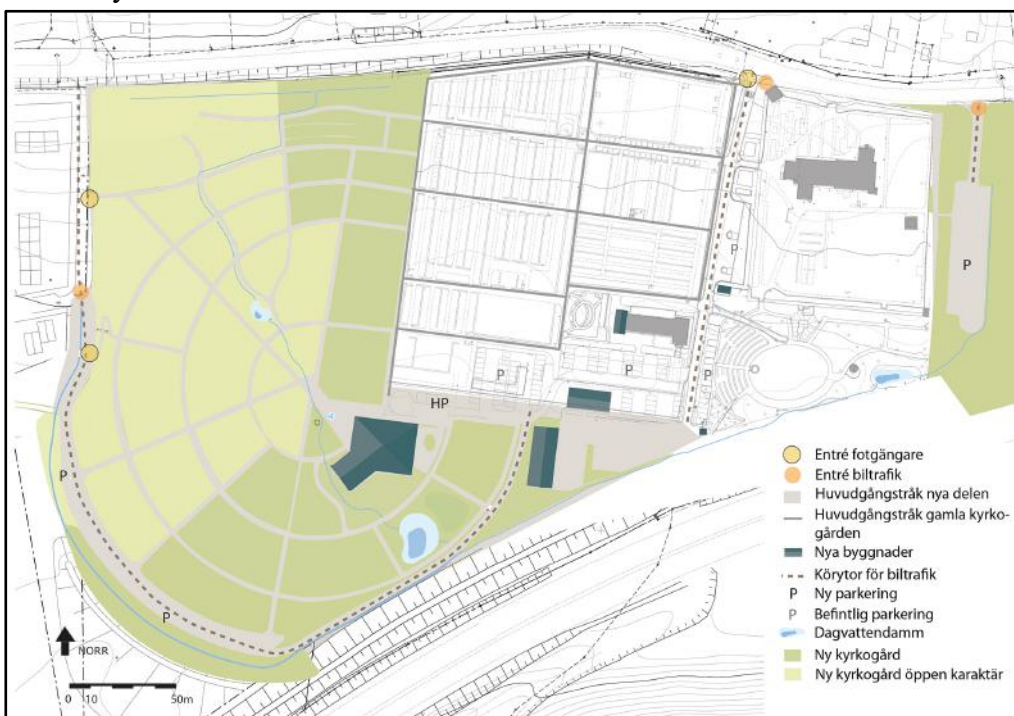 P
P
HP
P
P
P
P
P
NORR
0 10 50m
Entré fotgängare
Entré biltrafik
Huvudgångstråk nya delen
Huvudgångstråk gamla kyrko-
gården
Nya byggnader
Körytor för biltrafik
P Ny parkering
P Befintlig parkering
Dagvattendamm
Ny kyrkogård
Ny kyrkogård öppen karaktär